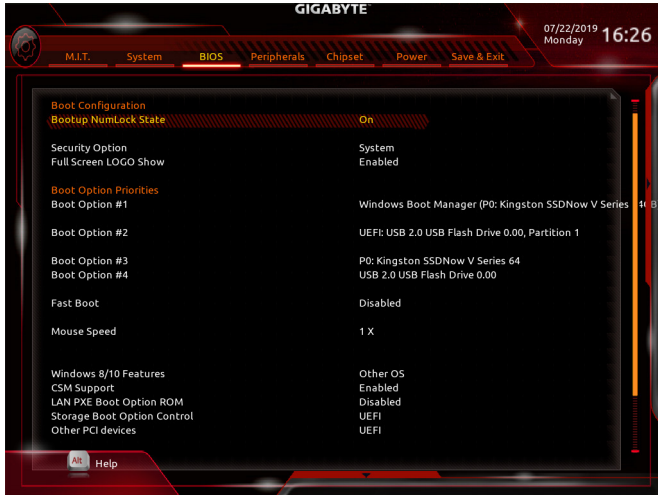 GIGABYTE™
07/22/2019 16:26
Monday
M.I.T. System BIOS Peripherals Chipset Power Save & Exit
Boot Configuration
Bootup NumLock State On
Security Option System
Full Screen LOGO Show Enabled
Boot Option Priorities
Boot Option #1 Windows Boot Manager (P0: Kingston SSDNow V Series
Boot Option #2 UEFI: USB 2.0 USB Flash Drive 0.00, Partition 1
Boot Option #3 P0: Kingston SSDNow V Series 64
Boot Option #4 USB 2.0 USB Flash Drive 0.00
Fast Boot Disabled
Mouse Speed 1 X
Windows 8/10 Features Other OS
CSM Support Enabled
LAN PXE Boot Option ROM Disabled
Storage Boot Option Control UEFI
Other PCI devices UEFI
Alt Help